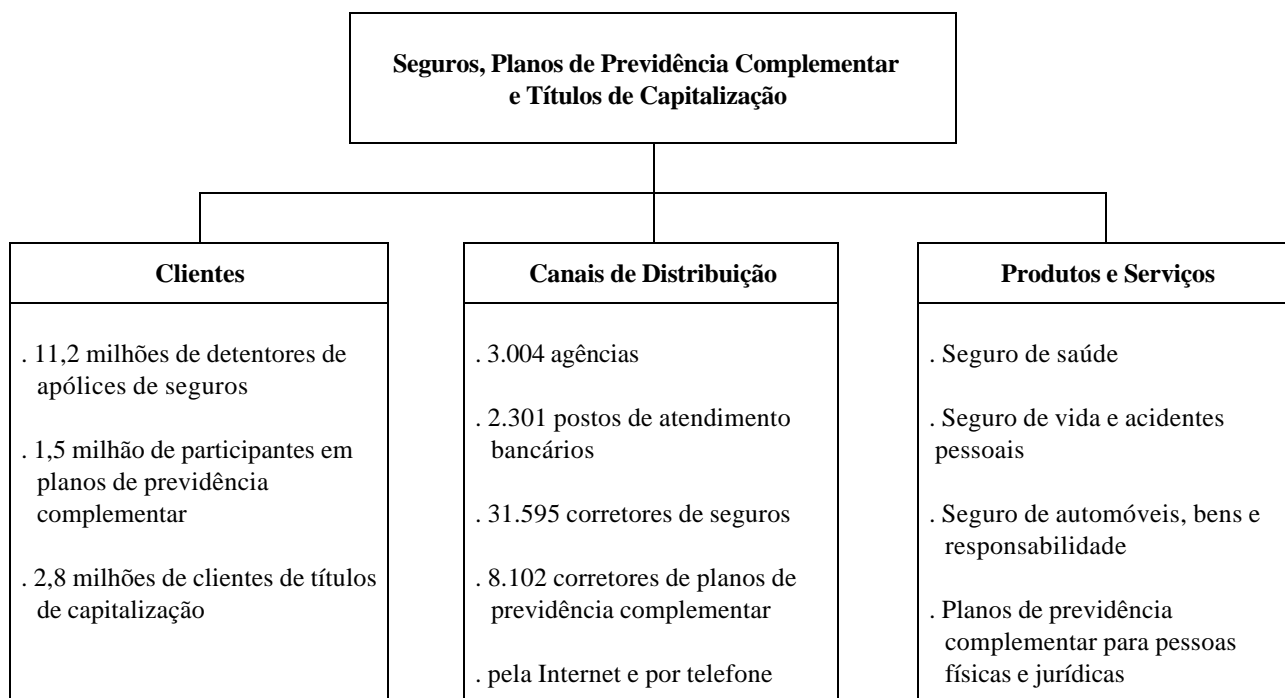 Seguros, Planos de Previdência Complementar
e Títulos de Capitalização
Clientes
. 11,2 milhões de detentores de
apólices de seguros
. 1,5 milhão de participantes em
planos de previdência
complementar
. 2,8 milhões de clientes de títulos
de capitalização
Canais de Distribuição
. 3.004 agências
. 2.301 postos de atendimento
bancários
. 31.595 corretores de seguros
. 8.102 corretores de planos de
previdência complementar
. pela Internet e por telefone
Produtos e Serviços
. Seguro de saúde
. Seguro de vida e acidentes
pessoais
. Seguro de automóveis, bens e
responsabilidade
. Planos de previdência
complementar para pessoas
físicas e jurídicas